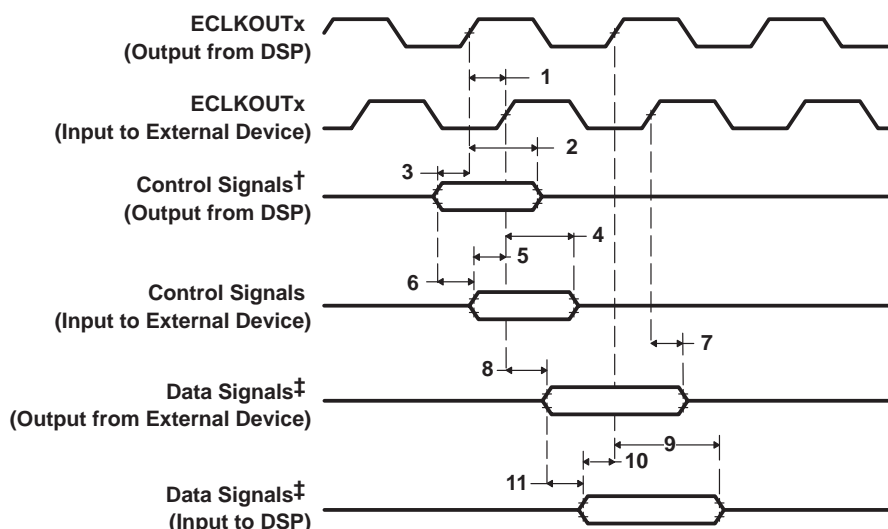 ECLKOUTx
(Output from DSP)
1
ECLKOUTx
(Input to External Device)
2
3
Control Signals†
(Output from DSP)
4
5
6
Control Signals
(Input to External Device)
7
8
Data Signals‡
(Output from External Device)
9
10
11
Data Signals‡
(Input to DSP)